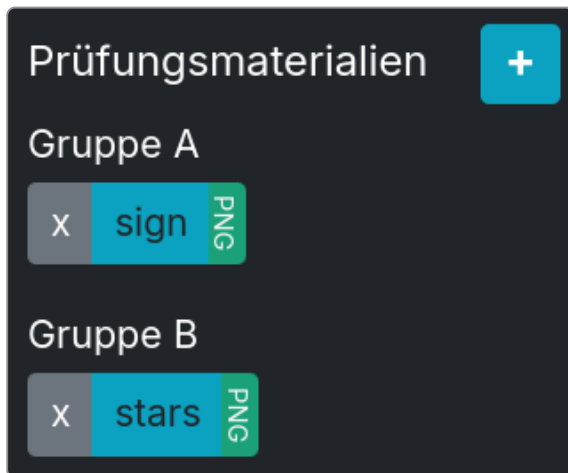 Prüfungsmaterialien +
Gruppe A
x sign PNG
Gruppe B
x stars PNG